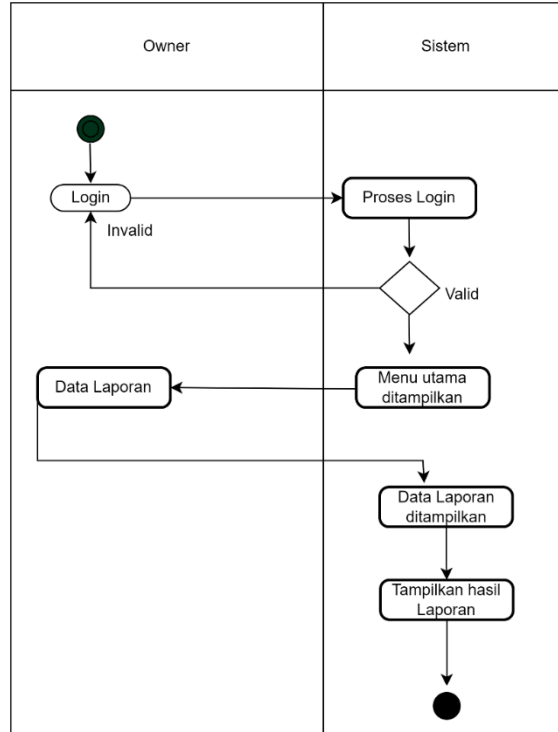 Owner
Sistem
Login
Proses Login
Invalid
Valid
Data Laporan
Menu utama
ditampilkan
Data Laporan
ditampilkan
Tampilkan hasil
Laporan